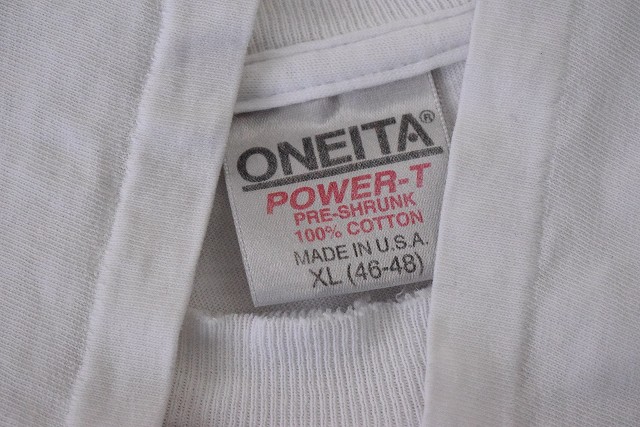 ONEITA®
POWER-T
PRE-SHRUNK
100% COTTON
MADE IN U.S.A.
XL (46-48)